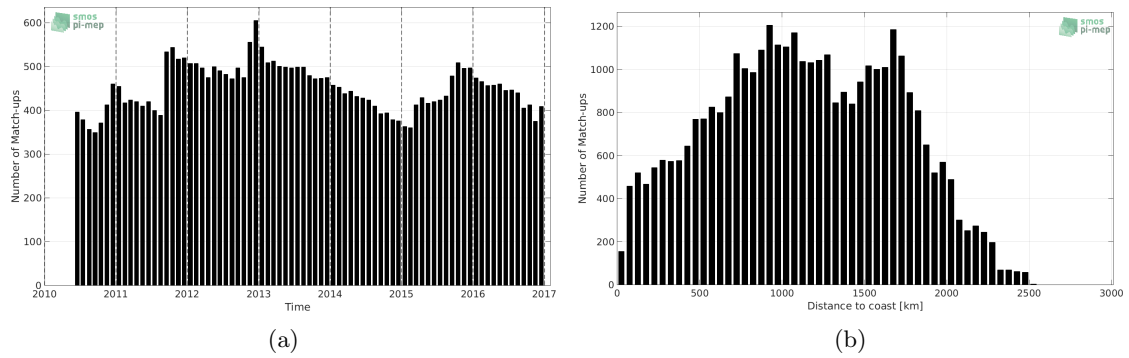 smos
pi-mep
600
500
400
300
200
100
0
Number of Match-ups
2010 2011 2012 2013 2014 2015 2016 2017
Time
(a)
smos
pi-mep
1200
1000
800
600
400
200
0
Number of Match-ups
0 500 1000 1500 2000 2500 3000
Distance to coast [km]
(b)